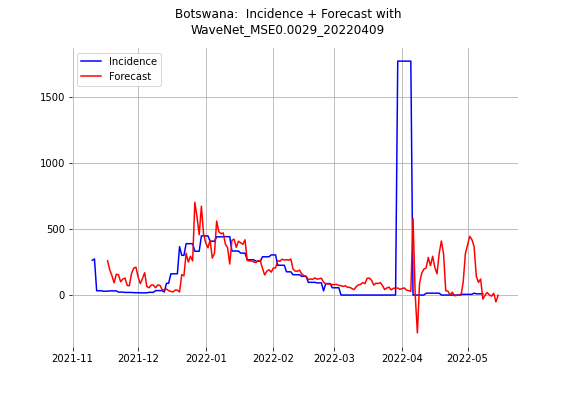 Botswana:  Incidence + Forecast with
WaveNet_MSE0.0029_20220409
Incidence
Forecast
1500
1000
500
0
2021-11 2021-12 2022-01 2022-02 2022-03 2022-04 2022-05